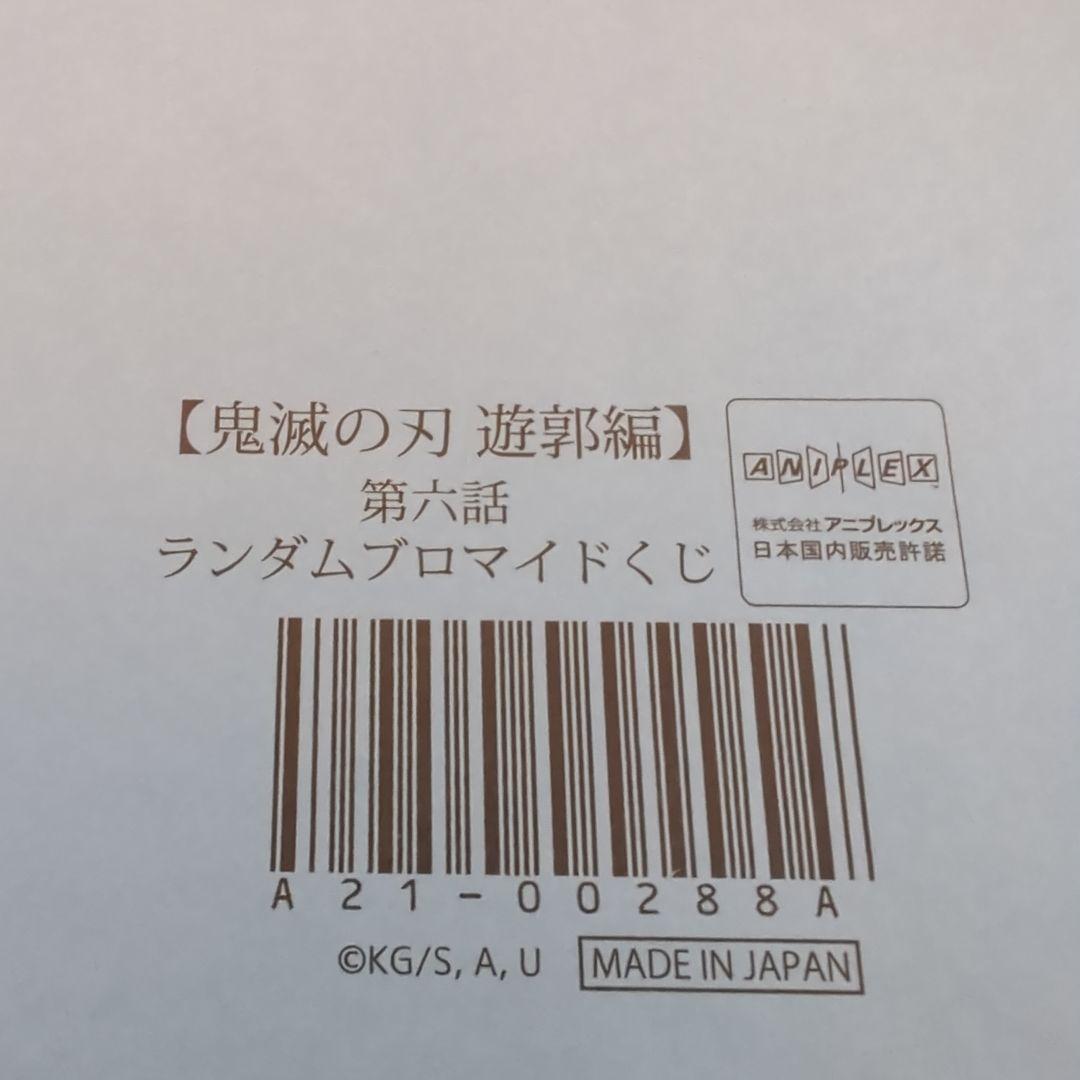 【鬼滅の刃 遊郭編】
第六話
ランダムブロマイドくじ
ANIPLEX™
株式会社アニプレックス
日本国内販売許諾
A21-00288A
©KG/S, A, U
MADE IN JAPAN